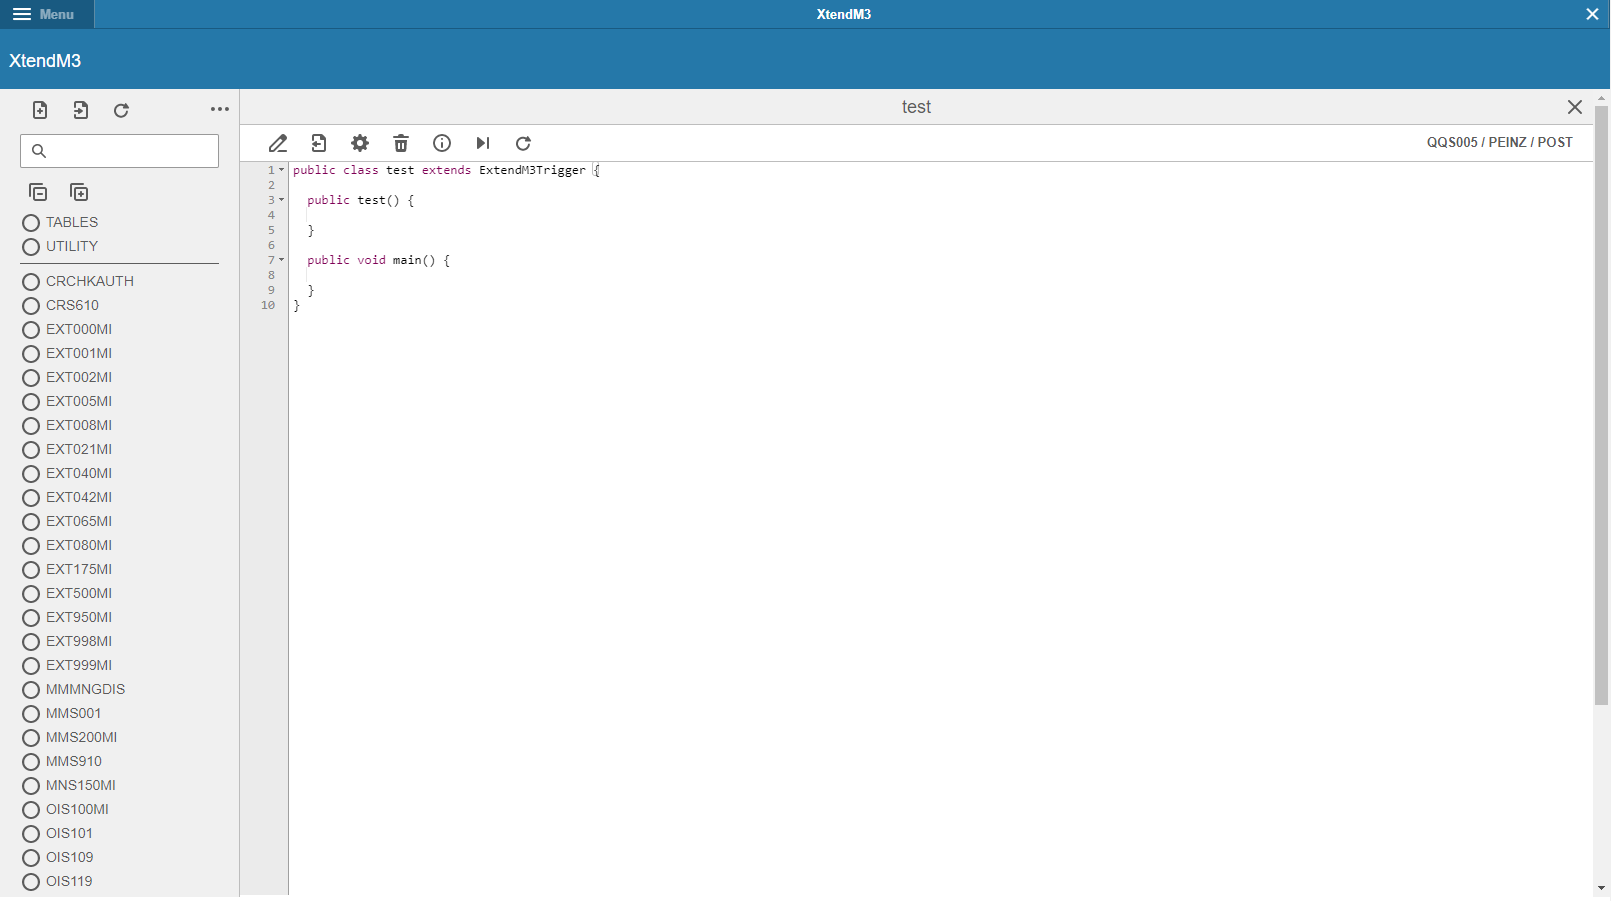 Menu
XtendM3
XtendM3
test
QQS005 / PEINZ / POST
TABLES
UTILITY
CRCHKAUTH
CRS610
EXT000MI
EXT001MI
EXT002MI
EXT005MI
EXT008MI
EXT021MI
EXT040MI
EXT042MI
EXT065MI
EXT080MI
EXT175MI
EXT500MI
EXT950MI
EXT998MI
EXT999MI
MMMNGDIS
MMS001
MMS200MI
MMS910
MNS150MI
OIS100MI
OIS101
OIS109
OIS119
1 public class test extends ExtendM3Trigger {
2
3 public test() {
4
5 }
6
7 public void main() {
8
9 }
10 }